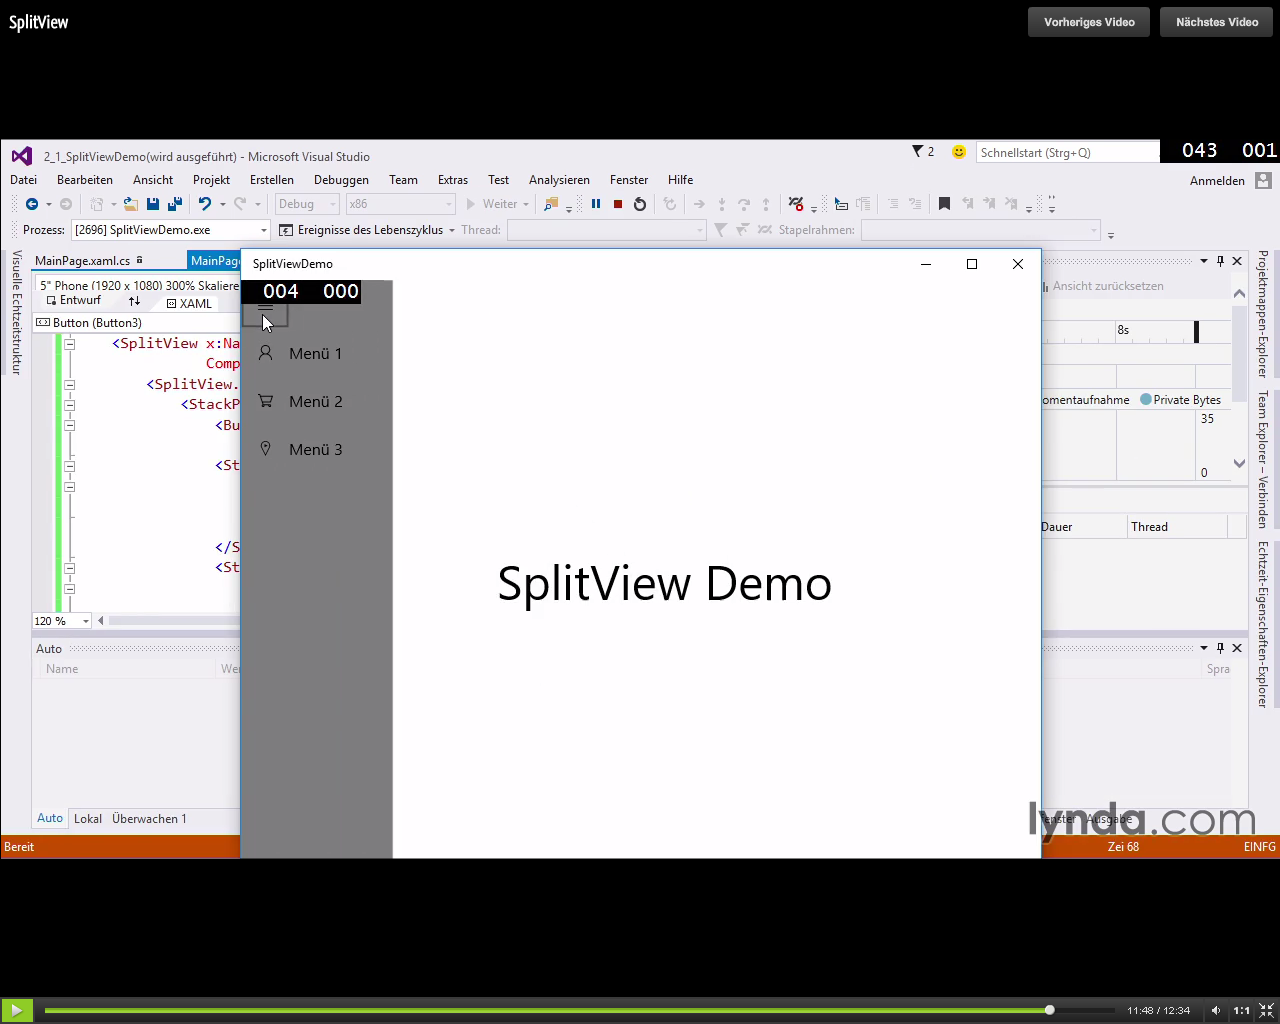 SplitView
Vorheriges Video
Nächstes Video
2_1_SplitViewDemo(wird ausgeführt) - Microsoft Visual Studio
2
Schnellstart (Strg+Q)
043 001
Datei Bearbeiten Ansicht Projekt Erstellen Debuggen Team Extras Test Analysieren Fenster Hilfe
Anmelden
Debug x86 Weiter
Prozess: [2696] SplitViewDemo.exe Ereignisse des Lebenszyklus Thread: Stapelrahmen:
Visuelle Echtzeitstruktur
MainPage.xaml.cs
SplitViewDemo
5" Phone (1920 x 1080) 300% Skaliere
Entwurf
XAML
Button (Button3)
<SplitView x:Na
Comp
<SplitView.
<StackP
<Bu
<St
</S
<St
120 %
004 000
Menü 1
Menü 2
Menü 3
SplitView Demo
Ansicht zurücksetzen
8s
omentaufnahme
Private Bytes
35
0
Dauer
Thread
Projektmappen-Explorer
Team Explorer – Verbinden
Echtzeit-Eigenschaften-Explorer
Auto
Name
Spra
Auto Lokal Überwachen 1
Ausgabe
lynda.com
Bereit
Zei 68
EINFG
11:48 / 12:34
1:1